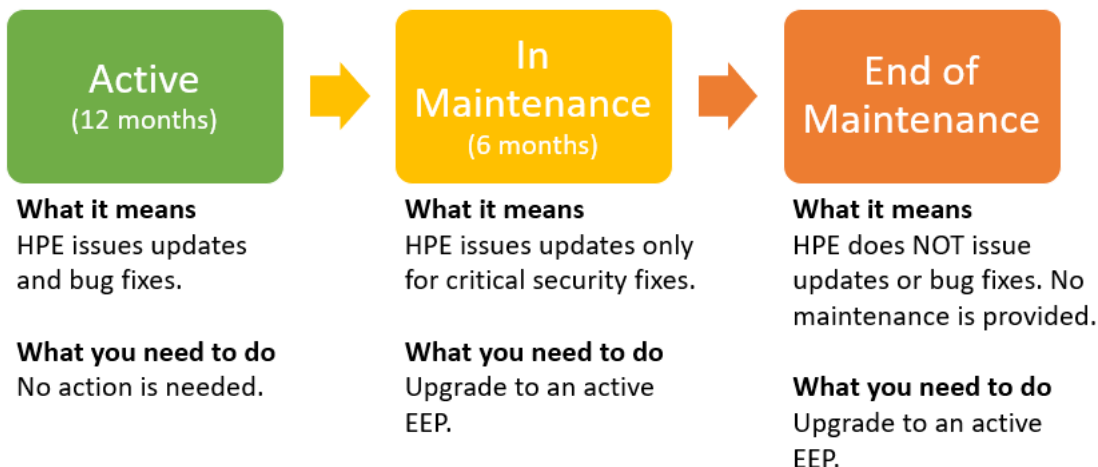 Active
(12 months)
What it means
HPE issues updates
and bug fixes.
What you need to do
No action is needed.
In
Maintenance
(6 months)
What it means
HPE issues updates only
for critical security fixes.
What you need to do
Upgrade to an active
EEP.
End of
Maintenance
What it means
HPE does NOT issue
updates or bug fixes. No
maintenance is provided.
What you need to do
Upgrade to an active
EEP.